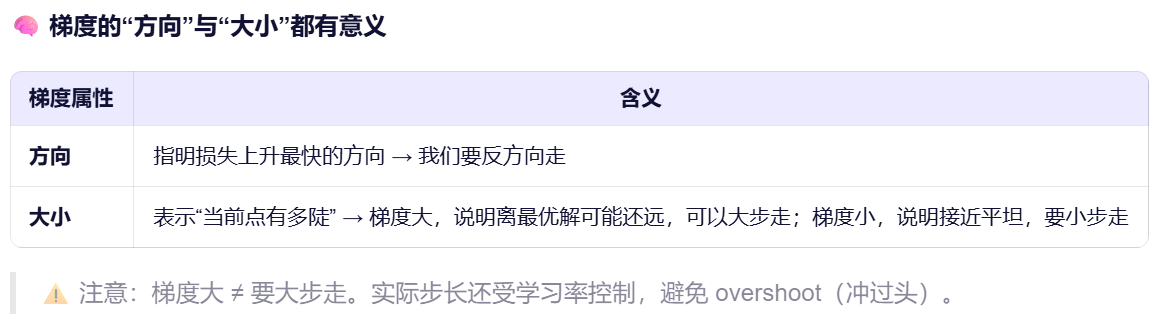 🧠 梯度的“方向”与“大小”都有意义
梯度属性 含义
方向 指明损失上升最快的方向 → 我们要反方向走
大小 表示“当前点有多陡” → 梯度大，说明离最优解可能还远，可以大步走；梯度小，说明接近平坦，要小步走
⚠️ 注意：梯度大 ≠ 要大步走。实际步长还受学习率控制，避免 overshoot（冲过头）。